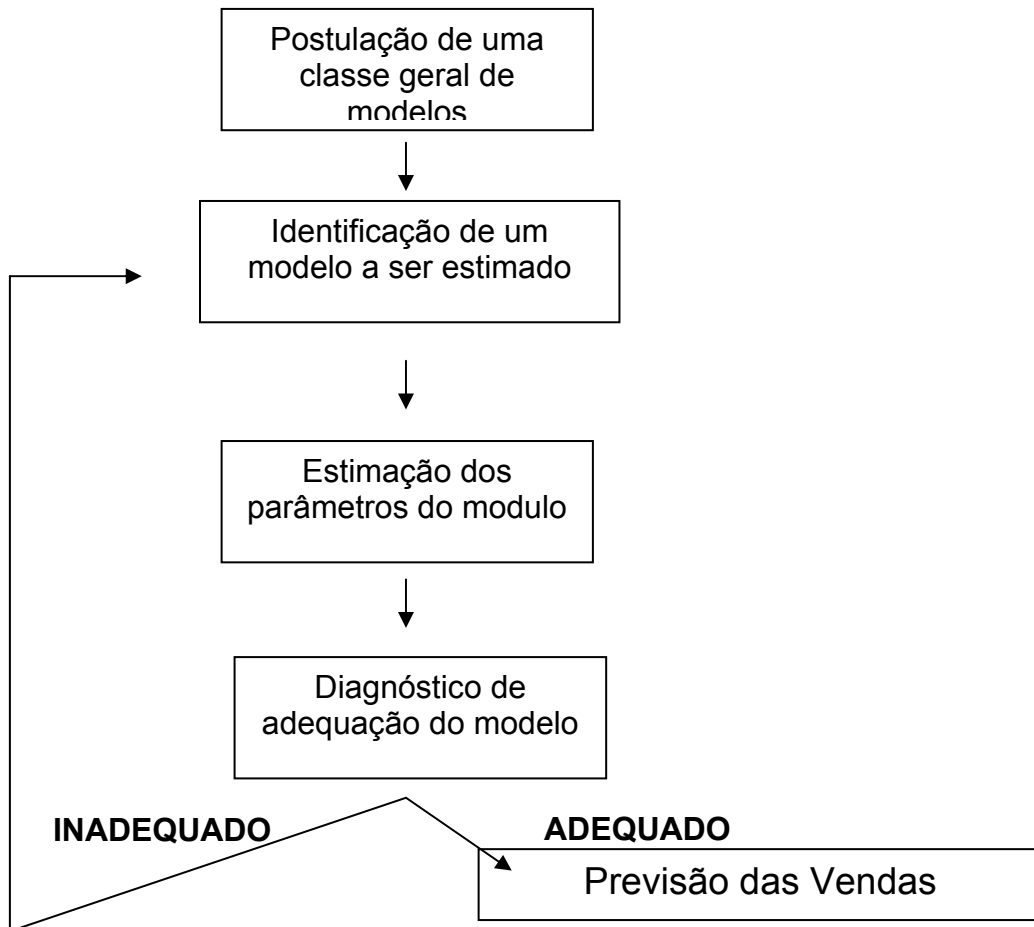 Postulação de uma
classe geral de
modelos
Identificação de um
modelo a ser estimado
Estimação dos
parâmetros do modulo
Diagnóstico de
adequação do modelo
INADEQUADO
ADEQUADO
Previsão das Vendas